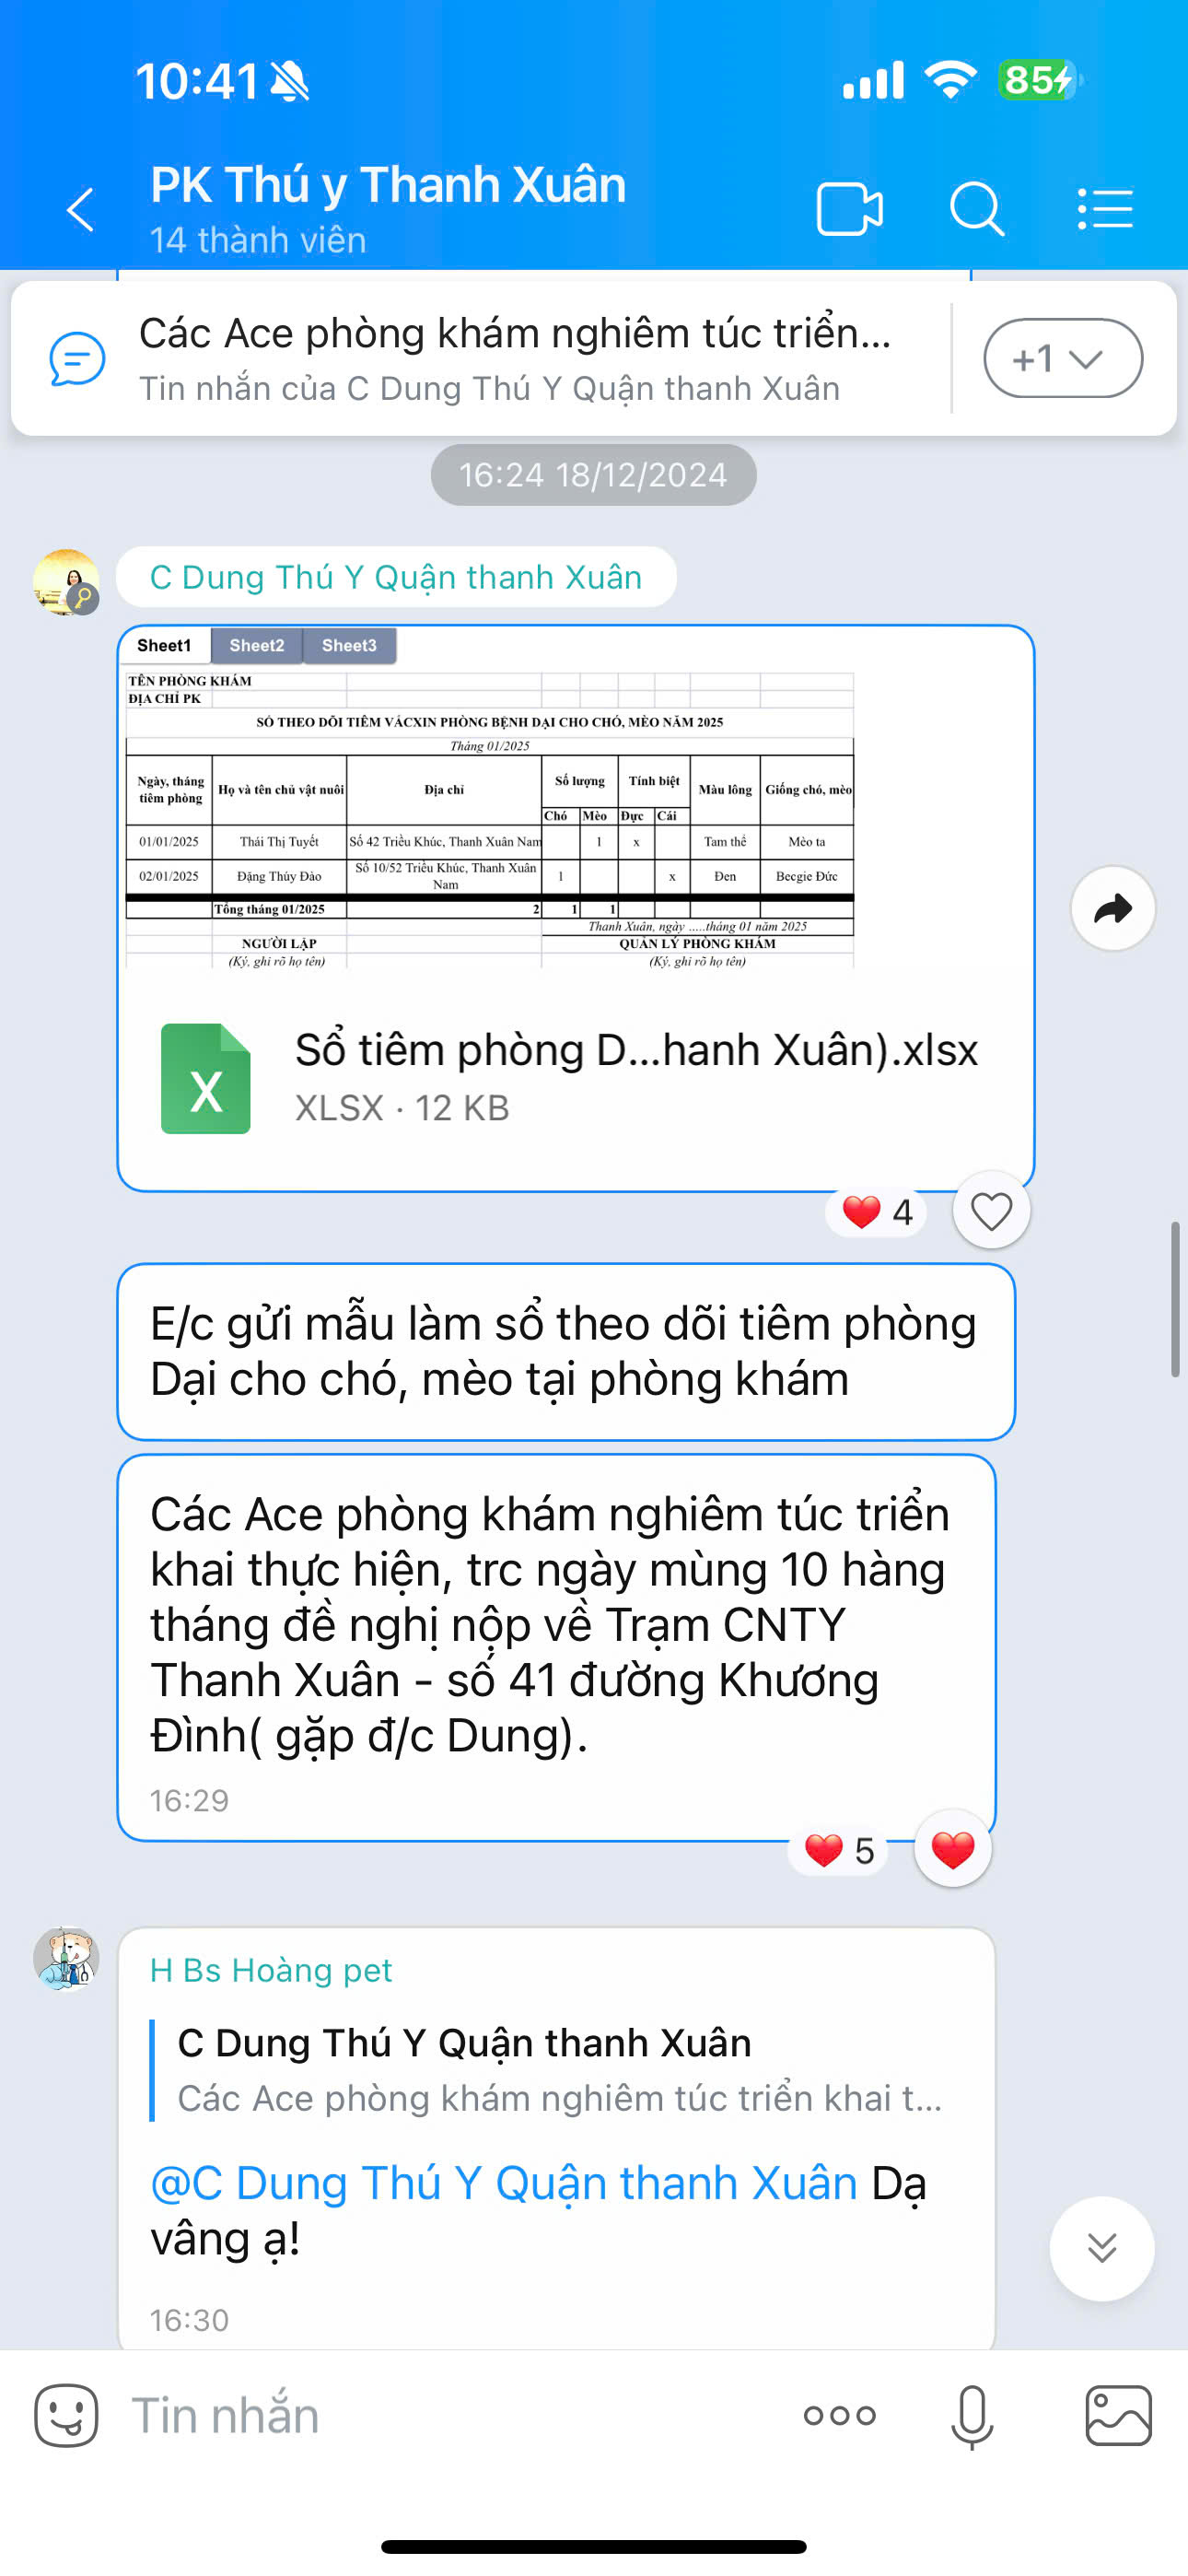 10:41
85
PK Thú y Thanh Xuân
14 thành viên
Các Ace phòng khám nghiêm túc triển...
Tin nhắn của C Dung Thú Y Quận thanh Xuân
+1
16:24 18/12/2024
C Dung Thú Y Quận thanh Xuân
Sheet1 Sheet2 Sheet3
TÊN PHÒNG KHÁM
ĐỊA CHỈ PK
SỔ THEO DÕI TIÊM VÁCXIN PHÒNG BỆNH DẠI CHO CHÓ, MÈO NĂM 2025
Tháng 01/2025
Ngày, tháng tiêm phòng Họ và tên chủ vật nuôi Địa chỉ Số lượng Tính biệt Màu lông Giống chó, mèo
Chó Mèo Đực Cái
01/01/2025 Thái Thị Tuyết Số 42 Triều Khúc, Thanh Xuân Nam 1 x Tam thể Mèo ta
02/01/2025 Đặng Thúy Đào Số 10/52 Triều Khúc, Thanh Xuân Nam 1 x Đen Becgie Đức
Tổng tháng 01/2025 2 1 1
Thanh Xuân, ngày .....tháng 01 năm 2025
NGƯỜI LẬP QUẢN LÝ PHÒNG KHÁM
(Ký, ghi rõ họ tên) (Ký, ghi rõ họ tên)
X
Sổ tiêm phòng D...hanh Xuân).xlsx
XLSX · 12 KB
4
E/c gửi mẫu làm sổ theo dõi tiêm phòng
Dại cho chó, mèo tại phòng khám
Các Ace phòng khám nghiêm túc triển
khai thực hiện, trc ngày mùng 10 hàng
tháng đề nghị nộp về Trạm CNTY
Thanh Xuân - số 41 đường Khương
Đình( gặp đ/c Dung).
16:29
5
H Bs Hoàng pet
C Dung Thú Y Quận thanh Xuân
Các Ace phòng khám nghiêm túc triển khai t...
@C Dung Thú Y Quận thanh Xuân Dạ
vâng ạ!
16:30
Tin nhắn